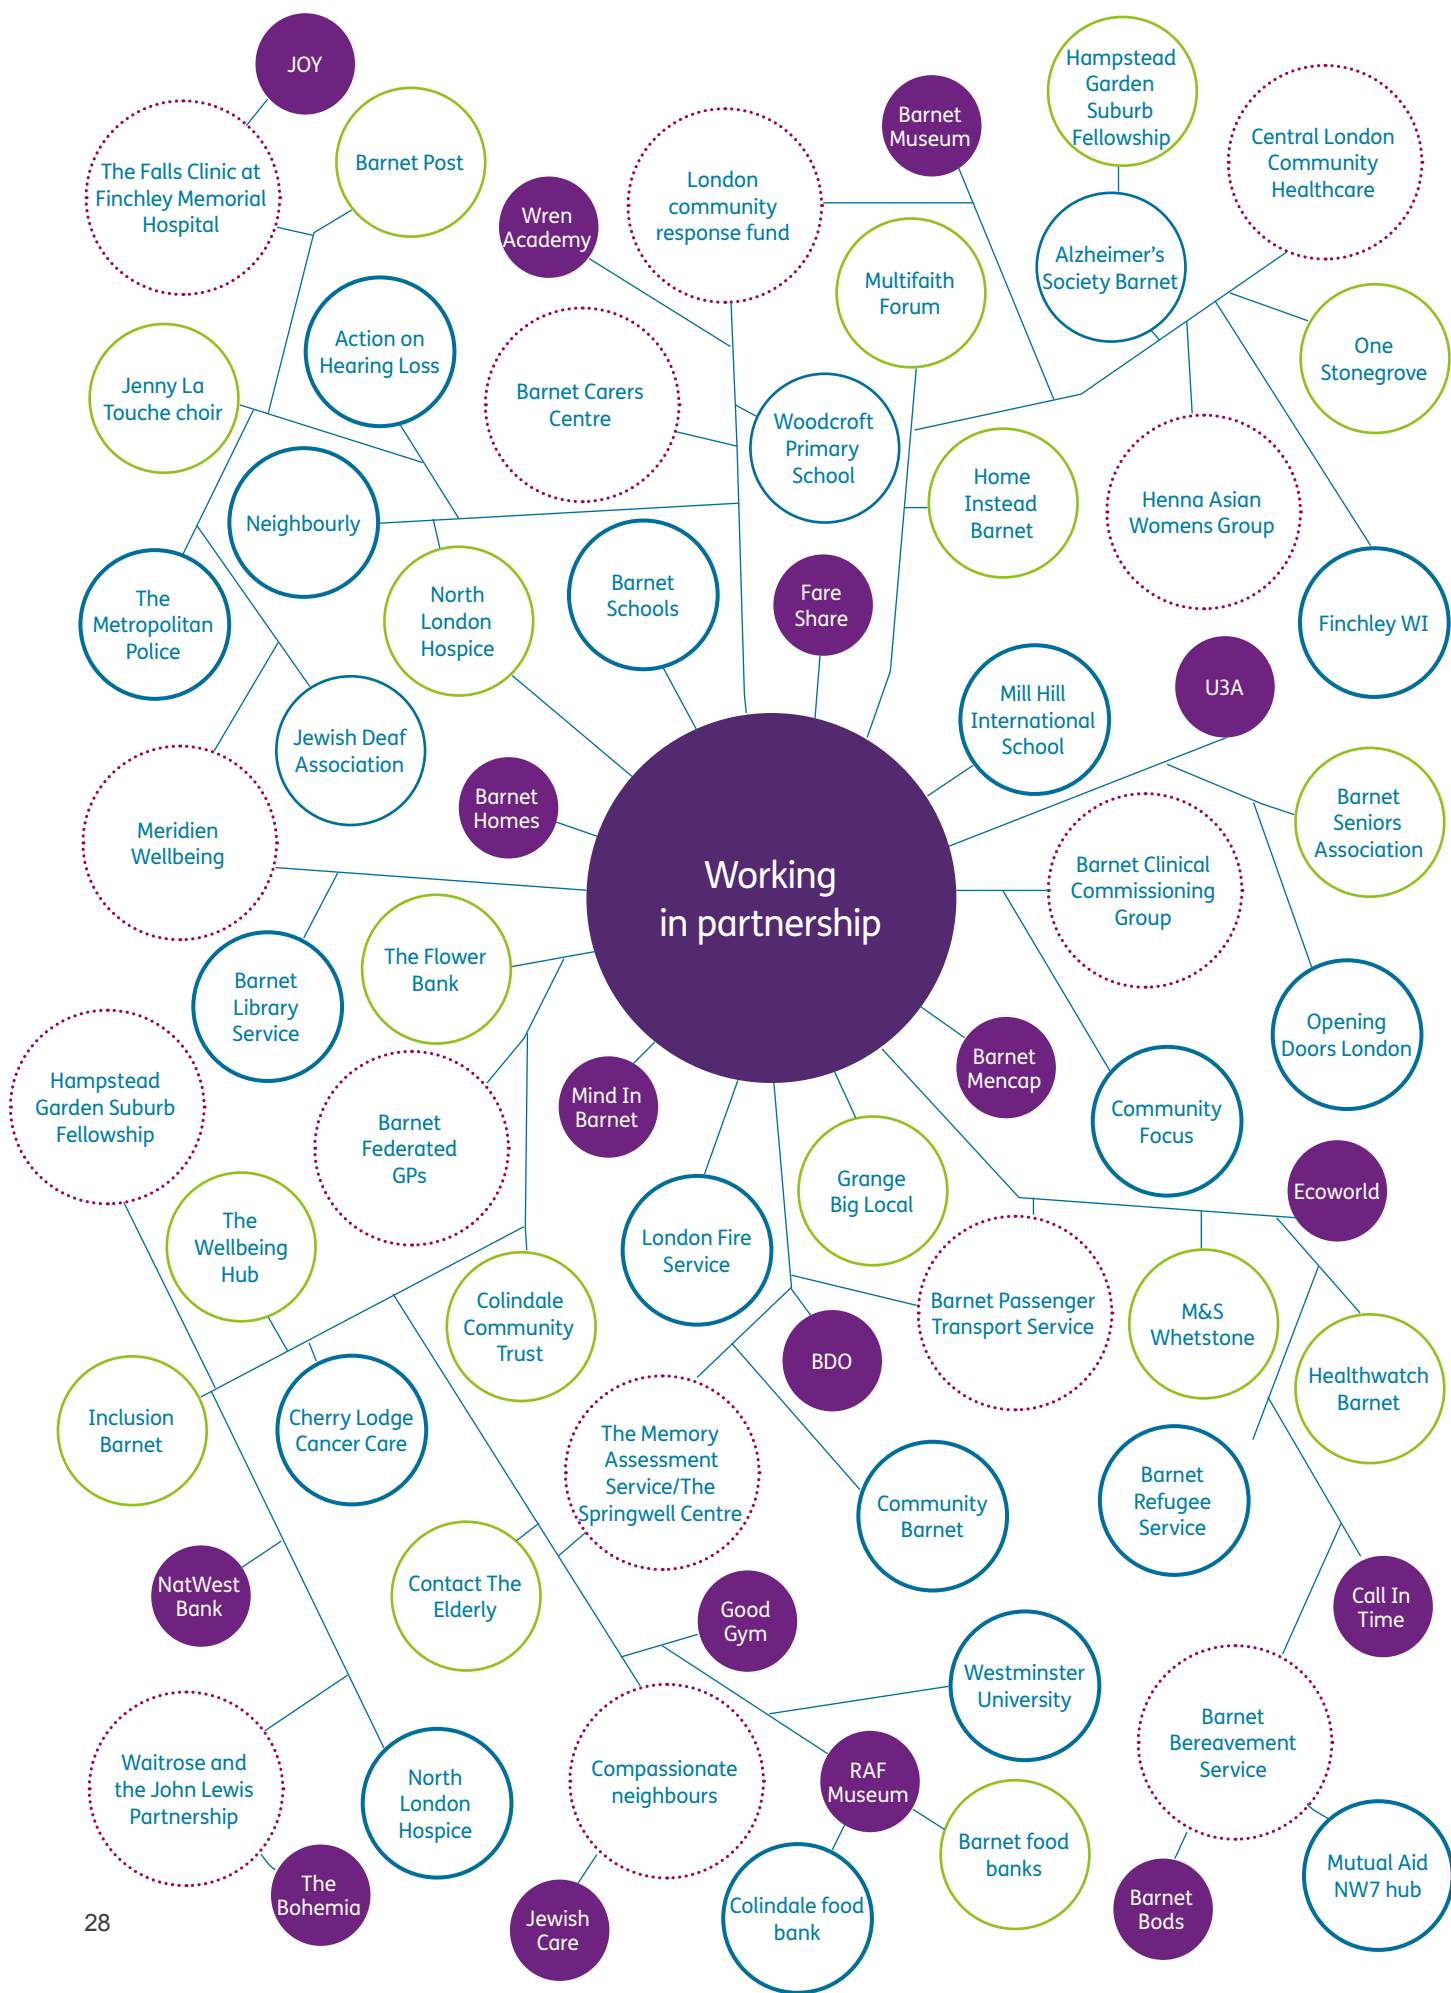 JOY
Hampstead
Garden
Suburb
Fellowship
Barnet
Museum
Central London
Community
Healthcare
Barnet Post
The Falls Clinic at
Finchley Memorial
Hospital
London
community
response fund
Wren
Academy
Alzheimer's
Society Barnet
Multifaith
Forum
Action on
Hearing Loss
One
Stonegrove
Jenny La
Touche choir
Barnet Carers
Centre
Woodcroft
Primary
School
Home
Instead
Barnet
Henna Asian
Womens Group
Neighbourly
Barnet
Schools
Fare
Share
The
Metropolitan
Police
North
London
Hospice
Finchley WI
U3A
Mill Hill
International
School
Jewish Deaf
Association
Barnet
Homes
Barnet
Seniors
Association
Meridien
Wellbeing
Working
in partnership
Barnet Clinical
Commissioning
Group
The Flower
Bank
Barnet
Library
Service
Opening
Doors London
Barnet
Mencap
Hampstead
Garden Suburb
Fellowship
Mind In
Barnet
Community
Focus
Barnet
Federated
GPs
Grange
Big Local
Ecoworld
The
Wellbeing
Hub
London Fire
Service
Colindale
Community
Trust
Barnet Passenger
Transport Service
M&S
Whetstone
BDO
Healthwatch
Barnet
Inclusion
Barnet
Cherry Lodge
Cancer Care
The Memory
Assessment
Service/The
Springwell Centre
Community
Barnet
Barnet
Refugee
Service
NatWest
Bank
Contact The
Elderly
Good
Gym
Call In
Time
Westminster
University
Barnet
Bereavement
Service
Waitrose and
the John Lewis
Partnership
North
London
Hospice
Compassionate
neighbours
RAF
Museum
Barnet food
banks
Mutual Aid
NW7 hub
The
Bohemia
Jewish
Care
Colindale food
bank
Barnet
Bods
28